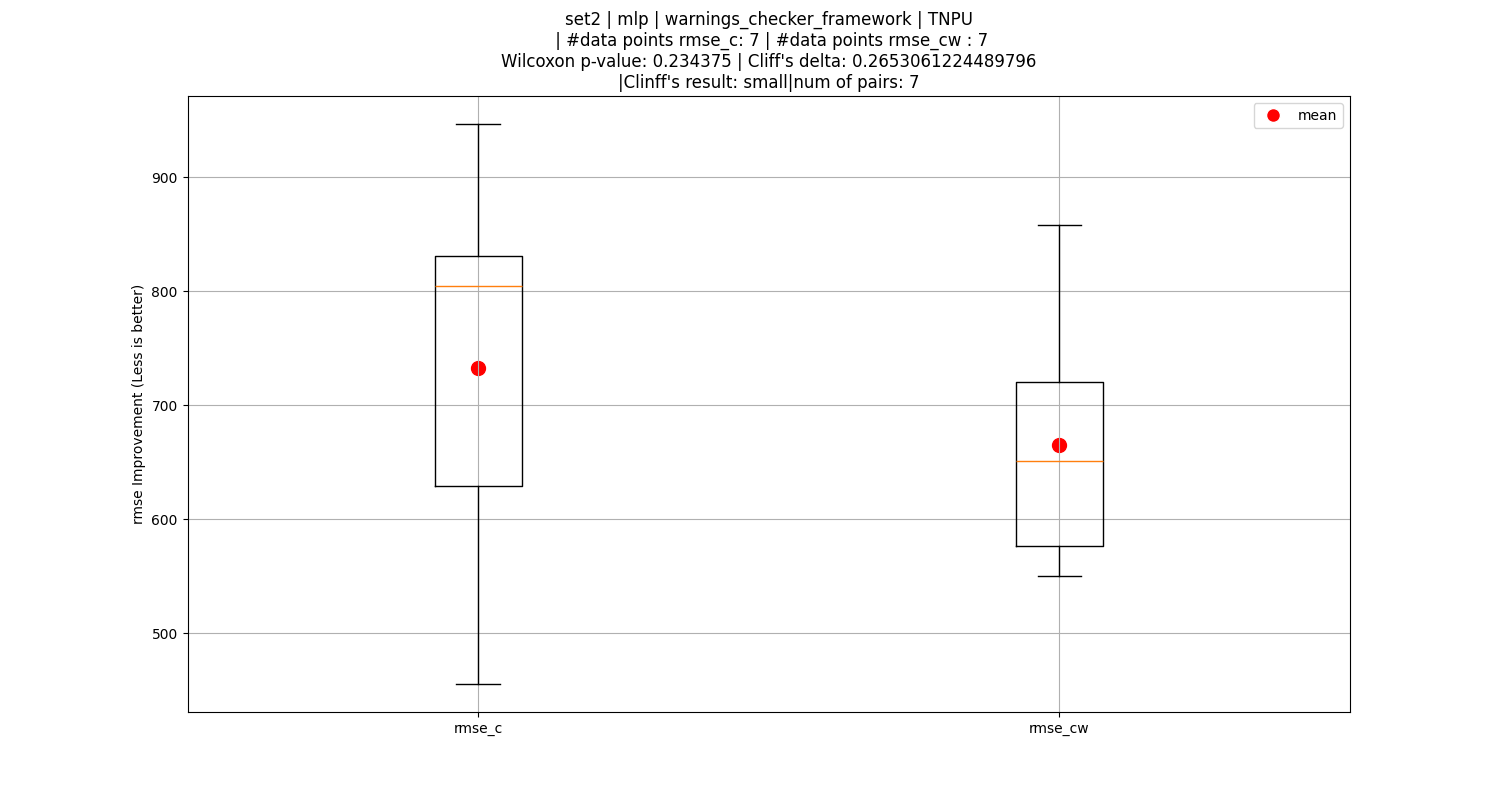 set2 | mlp | warnings_checker_framework | TNPU
| #data points rmse_c: 7 | #data points rmse_cw : 7
Wilcoxon p-value: 0.234375 | Cliff's delta: 0.2653061224489796
|Clinff's result: small|num of pairs: 7
mean
900
800
700
600
500
rmse Improvement (Less is better)
rmse_c
rmse_cw